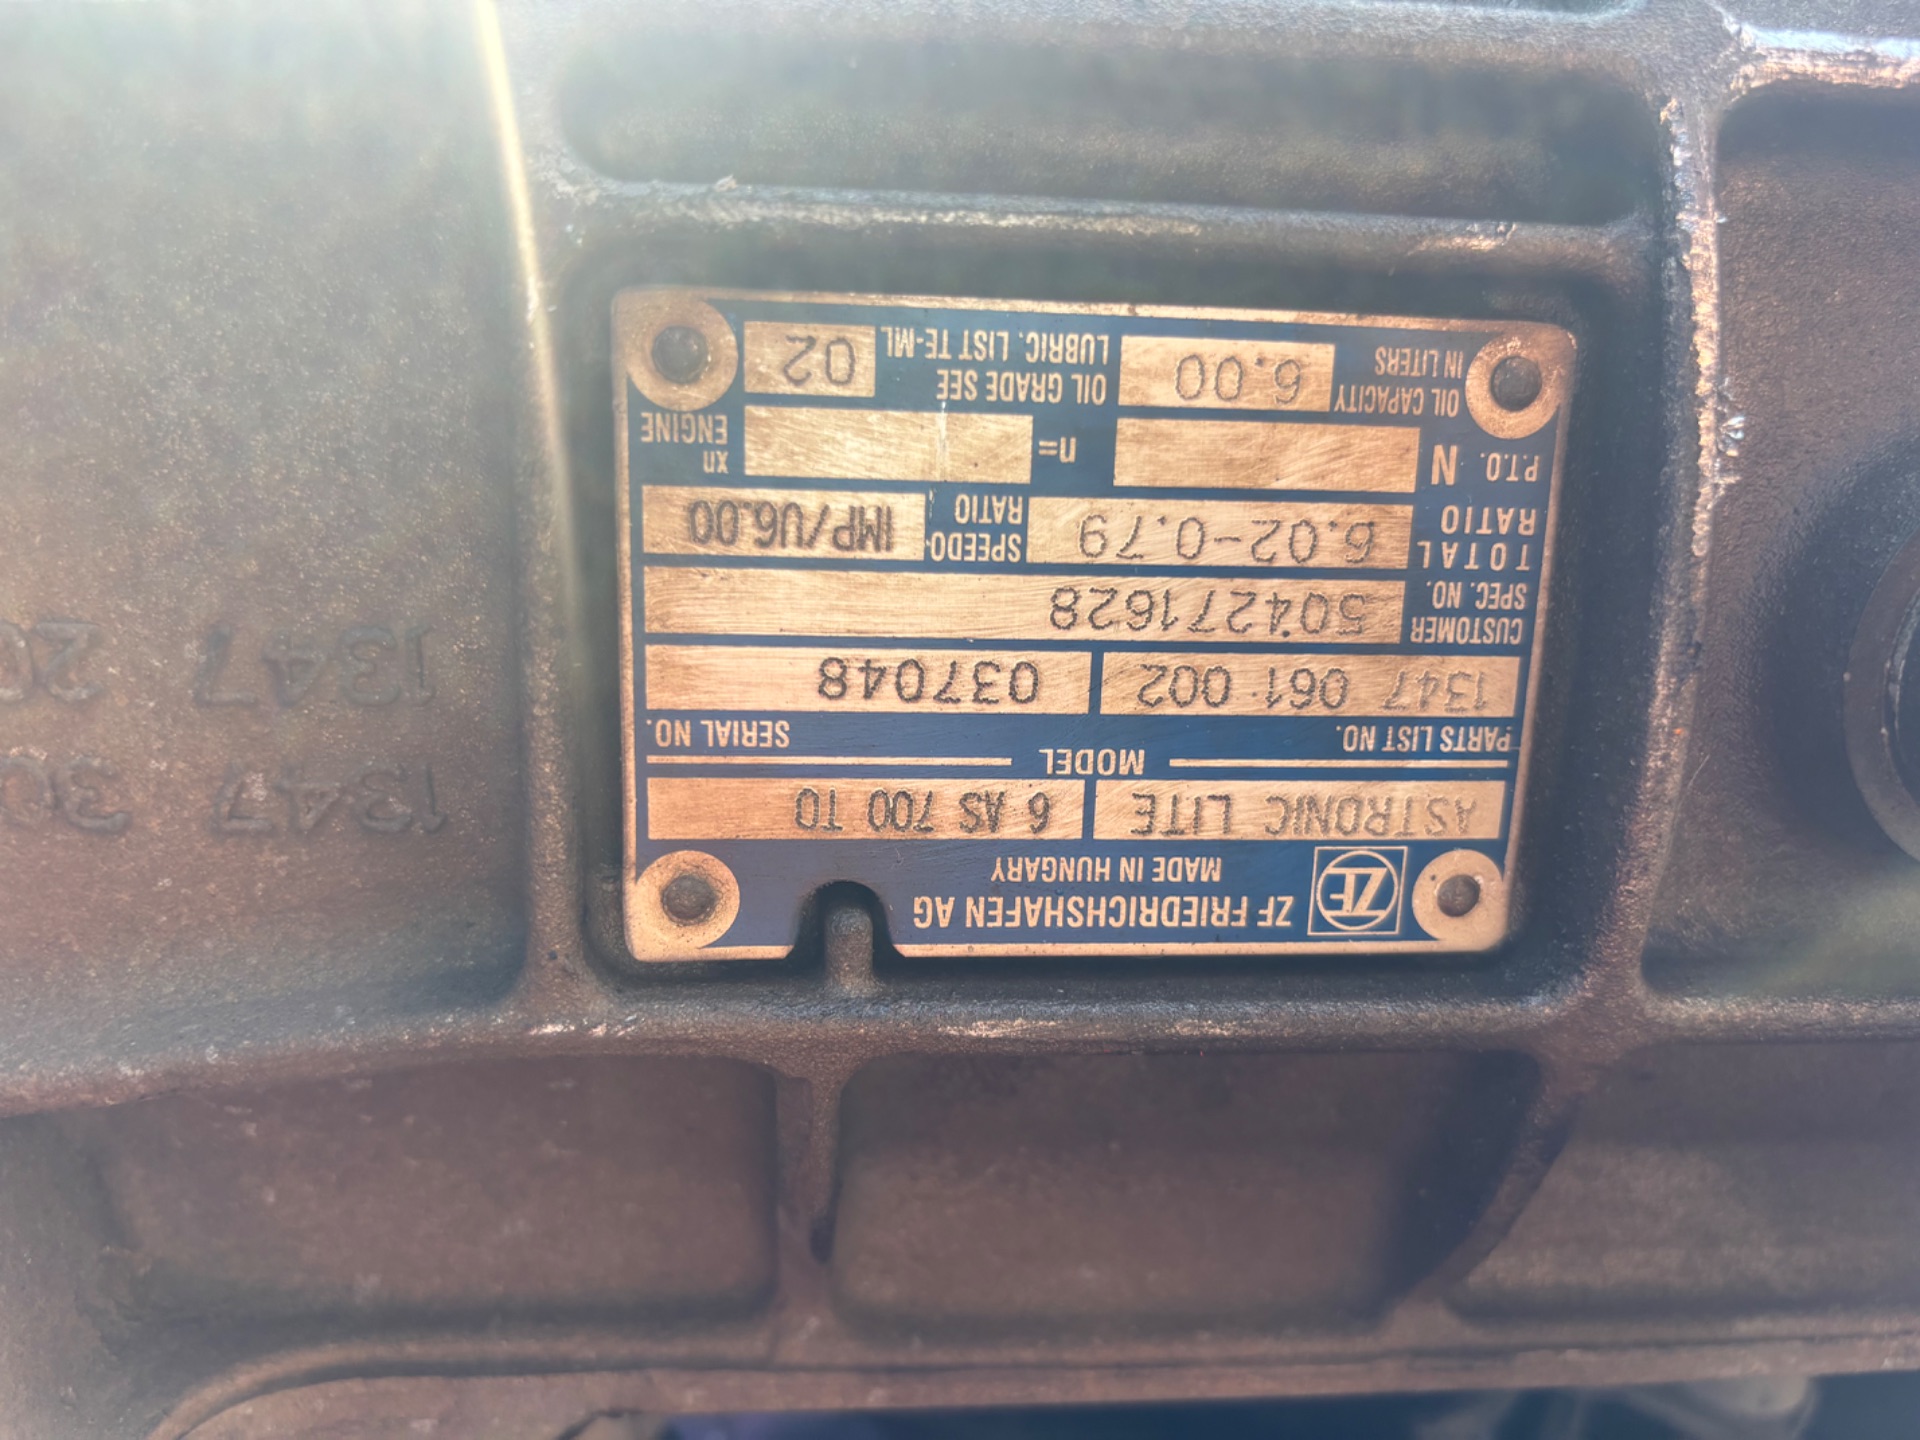 ZF FRIEDRICHSHAFEN AG
MADE IN HUNGARY
ASTRONIC LITE 6 AS 700 TO
MODEL
PARTS LIST NO. SERIAL NO.
1347 061 002 037048
CUSTOMER SPEC. NO. 504271628
TOTAL RATIO 6.02-0.79 SPEEDO- RATIO IMP/U6.00
P.T.O. N n= xn ENGINE
OIL CAPACITY IN LITERS 6.00 OIL GRADE SEE LUBRIC. LIST TE-ML 02
1347 30
1347 20